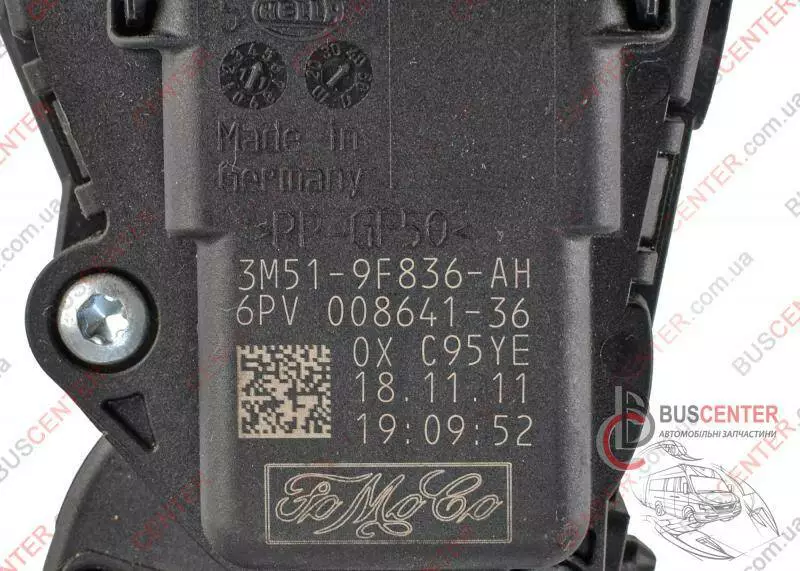 HELLA
Made in
Germany
>PP-GF50<
3M51-9F836-AH
6PV 008641-36
0X C95YE
18.11.11
19:09:52
FoMoCo
BUSCENTER
АВТОМОБІЛЬНІ ЗАПЧАСТИНИ
BUSCENTER.com.ua